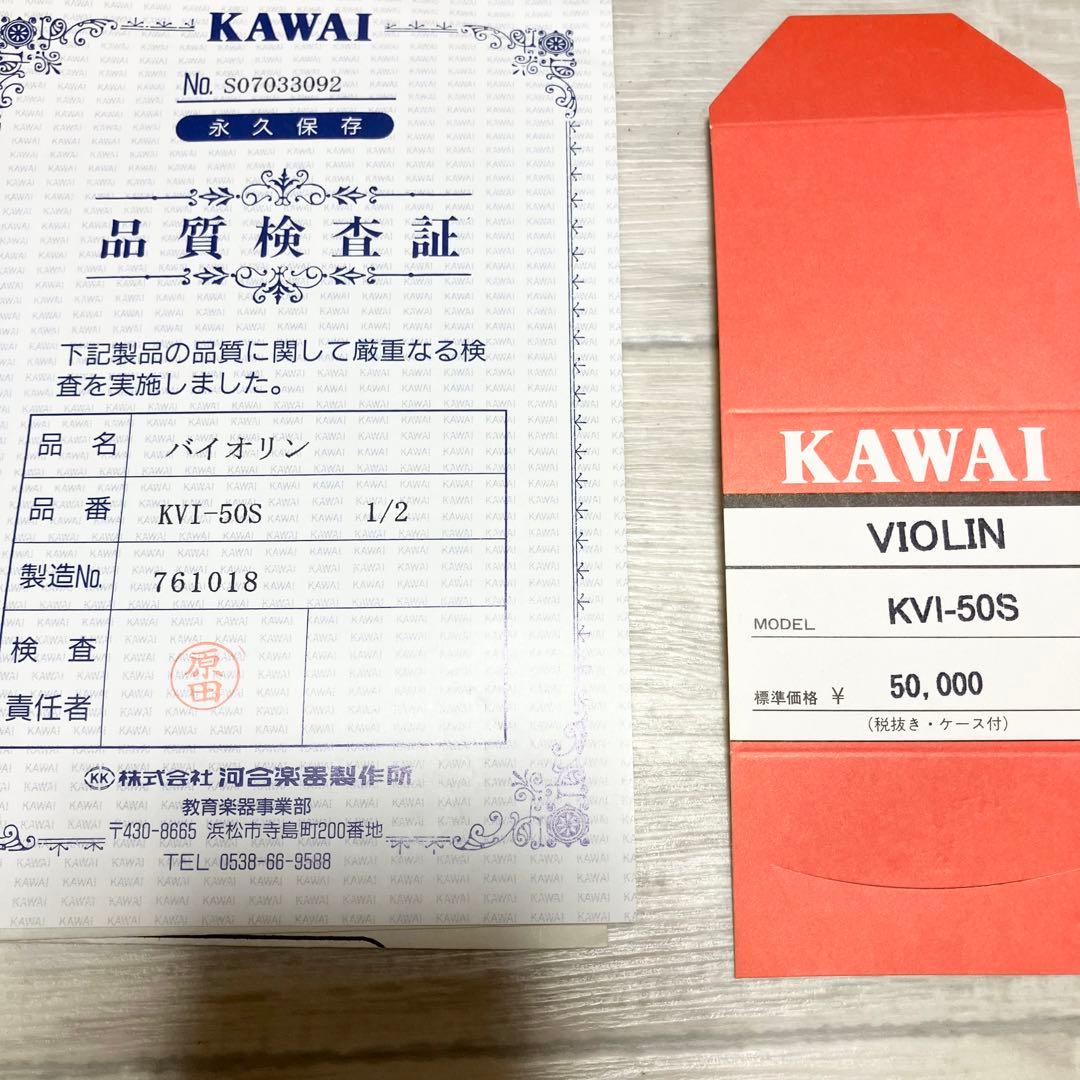 KAWAI
No. S07033092
永久保存
品質検査証
下記製品の品質に関して厳重なる検
査を実施しました。
品 名 バイオリン
品 番 KVI-50S 1/2
製造No. 761018
検 査
責任者
原田
KK 株式会社 河合楽器製作所
教育楽器事業部
〒430-8665 浜松市寺島町200番地
TEL 0538-66-9588
KAWAI
VIOLIN
MODEL KVI-50S
標準価格 ¥ 50,000
(税抜き・ケース付)